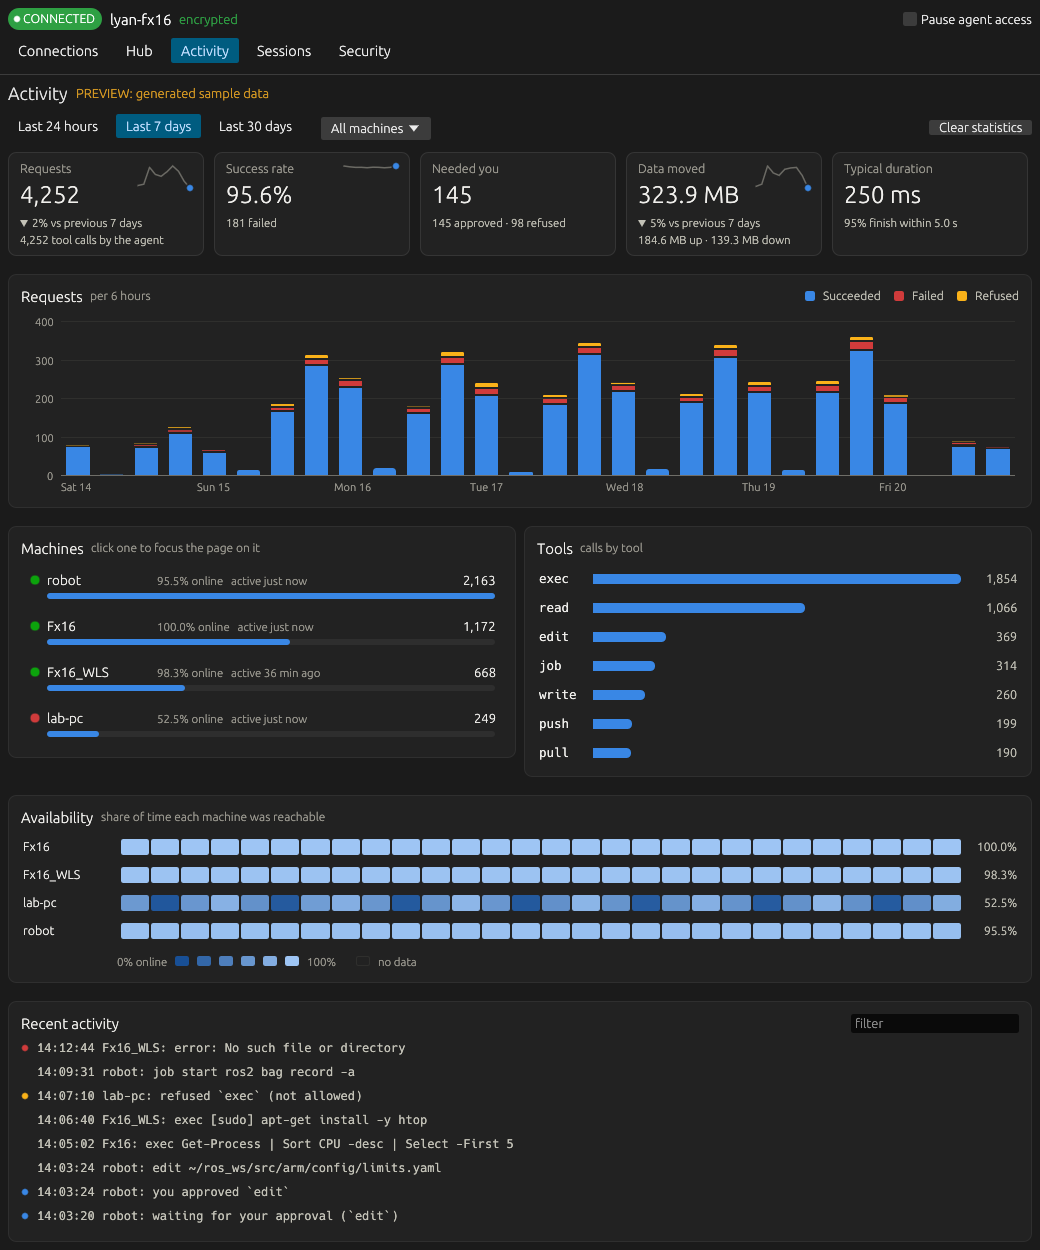 CONNECTED lyan-fx16 encrypted Pause agent access
Connections Hub Activity Sessions Security
Activity PREVIEW: generated sample data
Last 24 hours Last 7 days Last 30 days All machines Clear statistics
Requests
4,252
▼ 2% vs previous 7 days
4,252 tool calls by the agent
Success rate
95.6%
181 failed
Needed you
145
145 approved · 98 refused
Data moved
323.9 MB
▼ 5% vs previous 7 days
184.6 MB up · 139.3 MB down
Typical duration
250 ms
95% finish within 5.0 s
Requests per 6 hours Succeeded Failed Refused
400
300
200
100
0
Sat 14 Sun 15 Mon 16 Tue 17 Wed 18 Thu 19 Fri 20
Machines click one to focus the page on it
robot 95.5% online active just now 2,163
Fx16 100.0% online active just now 1,172
Fx16_WLS 98.3% online active 36 min ago 668
lab-pc 52.5% online active just now 249
Tools calls by tool
exec 1,854
read 1,066
edit 369
job 314
write 260
push 199
pull 190
Availability share of time each machine was reachable
Fx16 100.0%
Fx16_WLS 98.3%
lab-pc 52.5%
robot 95.5%
0% online 100% no data
Recent activity filter
14:12:44 Fx16_WLS: error: No such file or directory
14:09:31 robot: job start ros2 bag record -a
14:07:10 lab-pc: refused `exec` (not allowed)
14:06:40 Fx16_WLS: exec [sudo] apt-get install -y htop
14:05:02 Fx16: exec Get-Process | Sort CPU -desc | Select -First 5
14:03:24 robot: edit ~/ros_ws/src/arm/config/limits.yaml
14:03:24 robot: you approved `edit`
14:03:20 robot: waiting for your approval (`edit`)